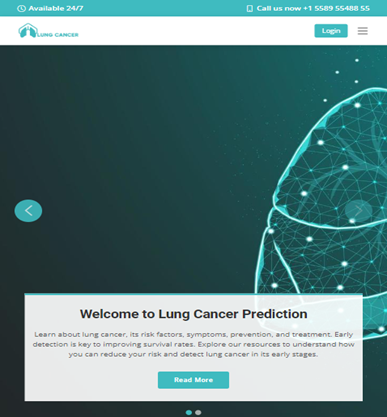 Available 24/7
Call us now +1 5589 55488 55
LUNG CANCER
Login
Welcome to Lung Cancer Prediction
Learn about lung cancer, its risk factors, symptoms, prevention, and treatment. Early
detection is key to improving survival rates. Explore our resources to understand how
you can reduce your risk and detect lung cancer in its early stages.
Read More